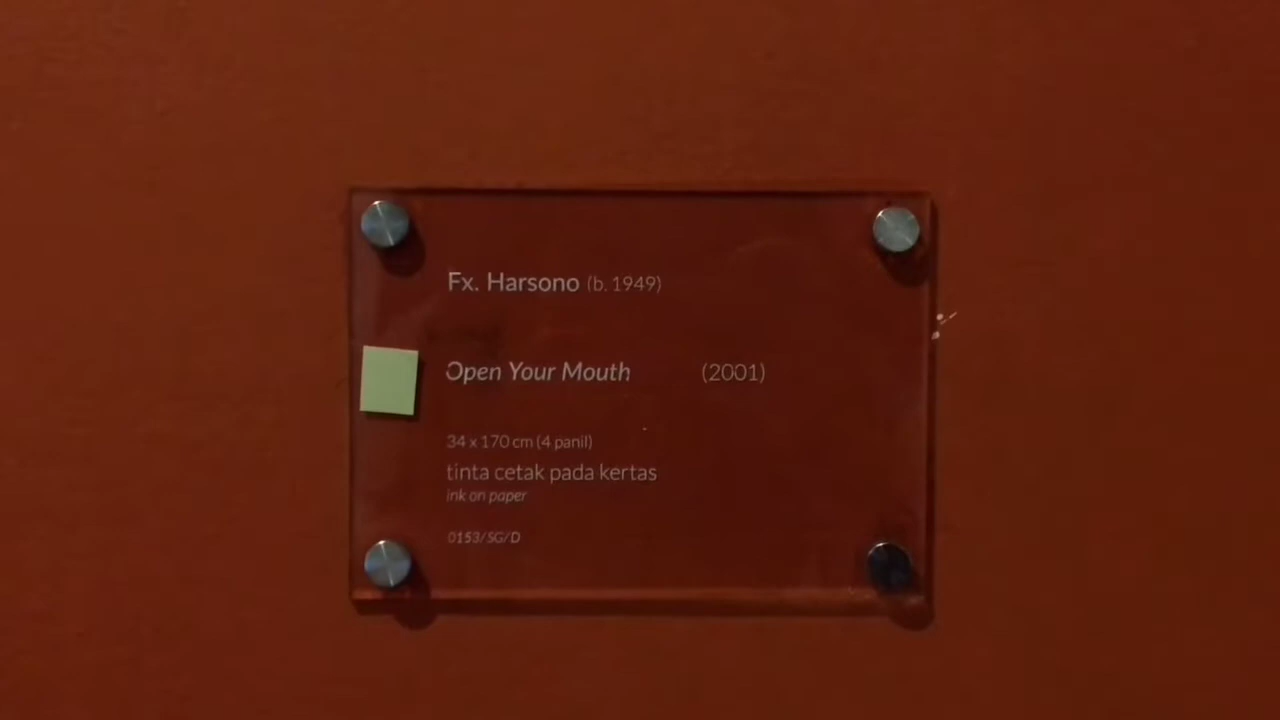 Fx. Harsono (b. 1949)
Open Your Mouth (2001)
34 x 170 cm (4 panil)
tinta cetak pada kertas
ink on paper
0153/SG/D